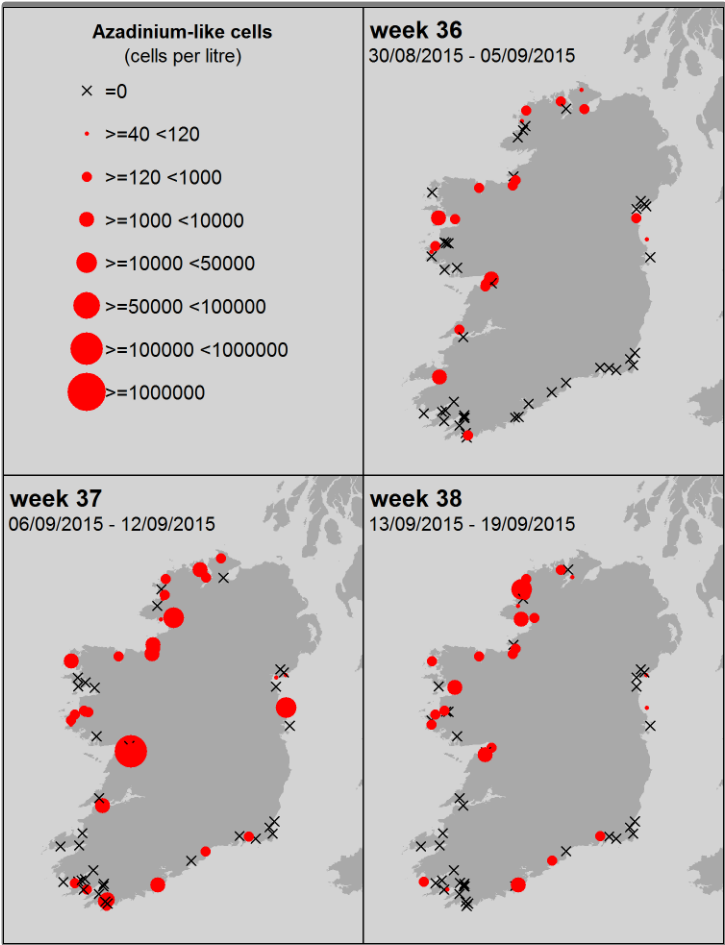 Azadinium-like cells
(cells per litre)
=0
>=40 <120
>=120 <1000
>=1000 <10000
>=10000 <50000
>=50000 <100000
>=100000 <1000000
>=1000000
week 36
30/08/2015 - 05/09/2015
week 37
06/09/2015 - 12/09/2015
week 38
13/09/2015 - 19/09/2015